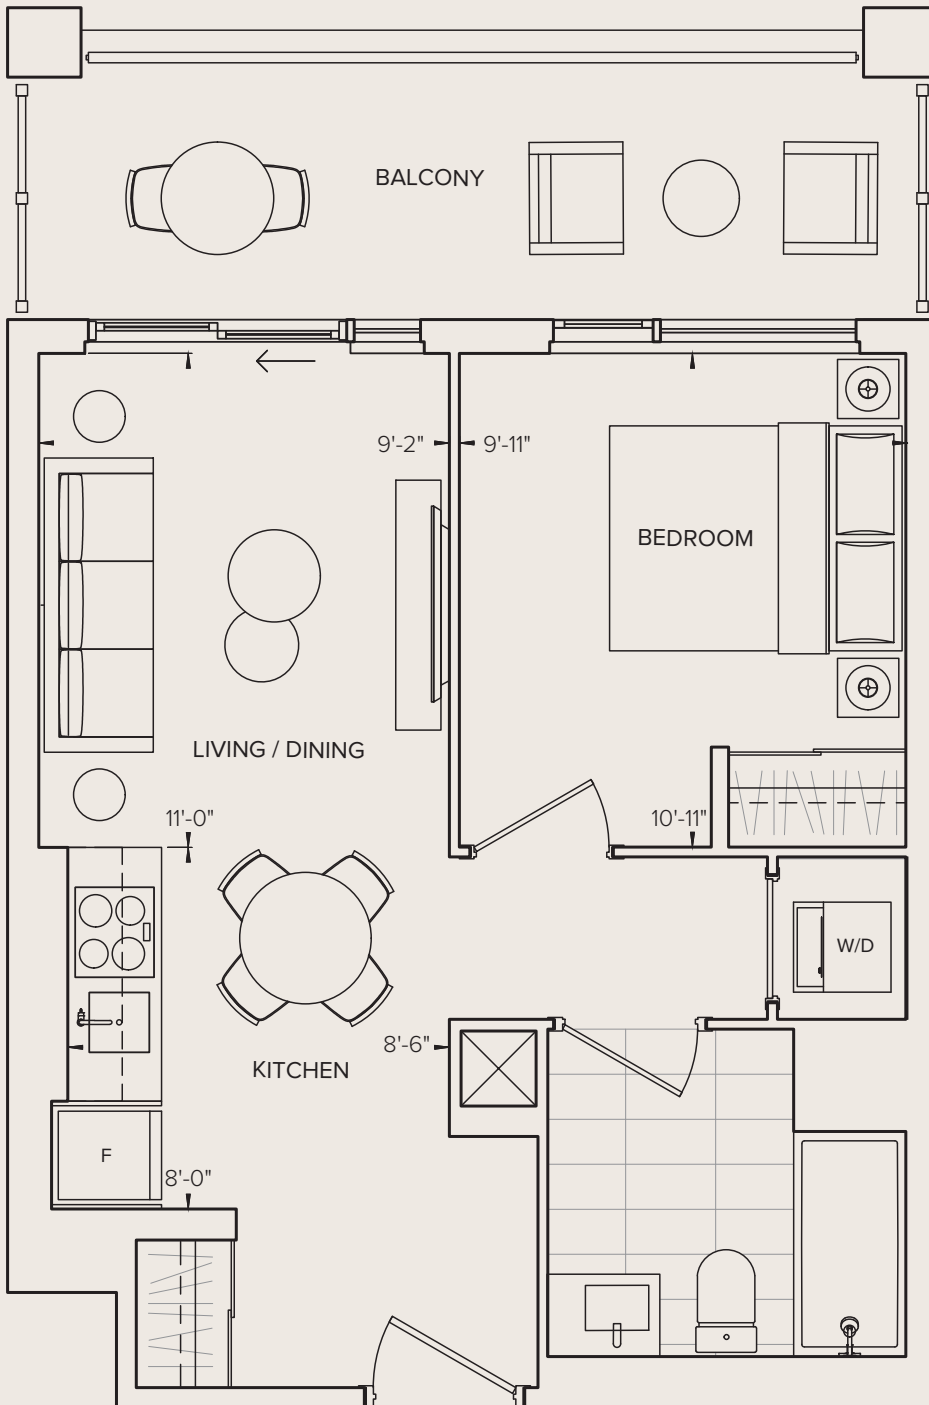 BALCONY
9'-2"
9'-11"
BEDROOM
LIVING / DINING
11'-0"
10'-11"
W/D
8'-6"
KITCHEN
F
8'-0"